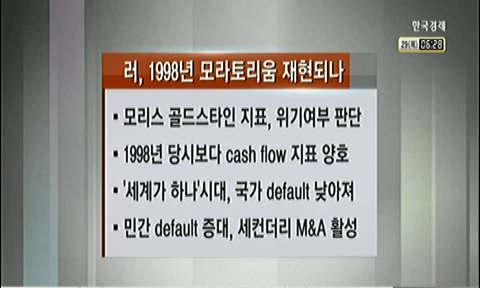 한국경제
29(목) 06:28
러, 1998년 모라토리움 재현되나
▪ 모리스 골드스타인 지표, 위기여부 판단
▪ 1998년 당시보다 cash flow 지표 양호
▪ '세계가 하나'시대, 국가 default 낮아져
▪ 민간 default 증대, 세컨더리 M&A 활성